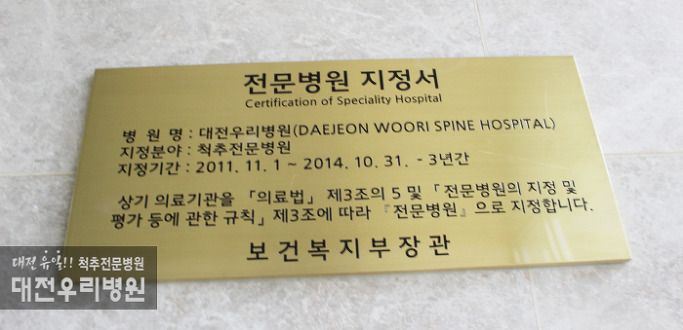 전문병원 지정서
Certification of Speciality Hospital
병 원 명 : 대전우리병원(DAEJEON WOORI SPINE HOSPITAL)
지정분야 : 척추전문병원
지정기간 : 2011. 11. 1 ~ 2014. 10. 31. - 3년간
상기 의료기관을 「의료법」 제3조의 5 및 「전문병원의 지정 및
평가 등에 관한 규칙」 제3조에 따라 『전문병원』으로 지정합니다.
보건복지부장관
대전 유일!! 척추전문병원
대전우리병원